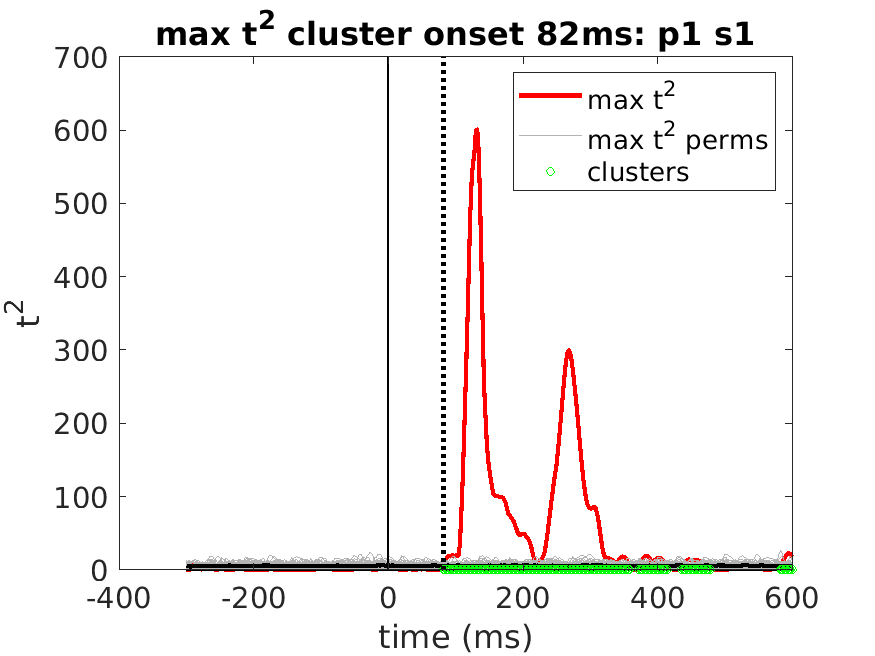 max t² cluster onset 82ms: p1 s1
700
600
500
400
300
200
100
0
t²
max t²
max t² perms
clusters
-400 -200 0 200 400 600
time (ms)